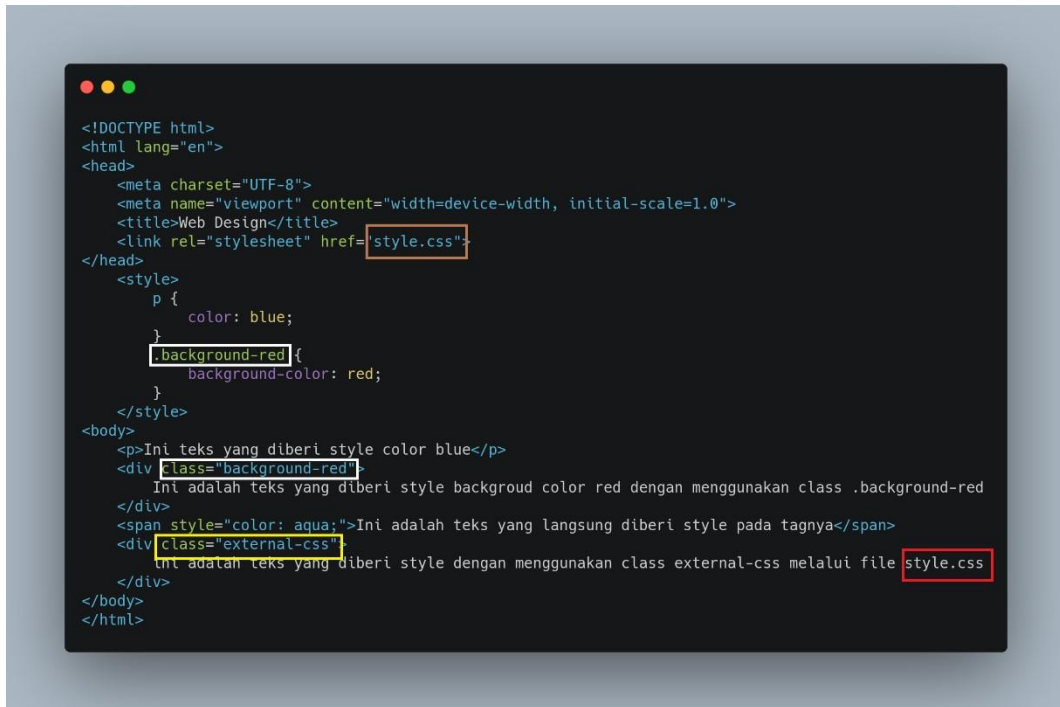 <!DOCTYPE html>
<html lang="en">
<head>
    <meta charset="UTF-8">
    <meta name="viewport" content="width=device-width, initial-scale=1.0">
    <title>Web Design</title>
    <link rel="stylesheet" href="style.css">
</head>
    <style>
        p {
            color: blue;
        }
        .background-red {
            background-color: red;
        }
    </style>
<body>
    <p>Ini teks yang diberi style color blue</p>
    <div class="background-red">
        Ini adalah teks yang diberi style backgroud color red dengan menggunakan class .background-red
    </div>
    <span style="color: aqua;">Ini adalah teks yang langsung diberi style pada tagnya</span>
    <div class="external-css">
        ini adalah teks yang diberi style dengan menggunakan class external-css melalui file style.css
    </div>
</body>
</html>